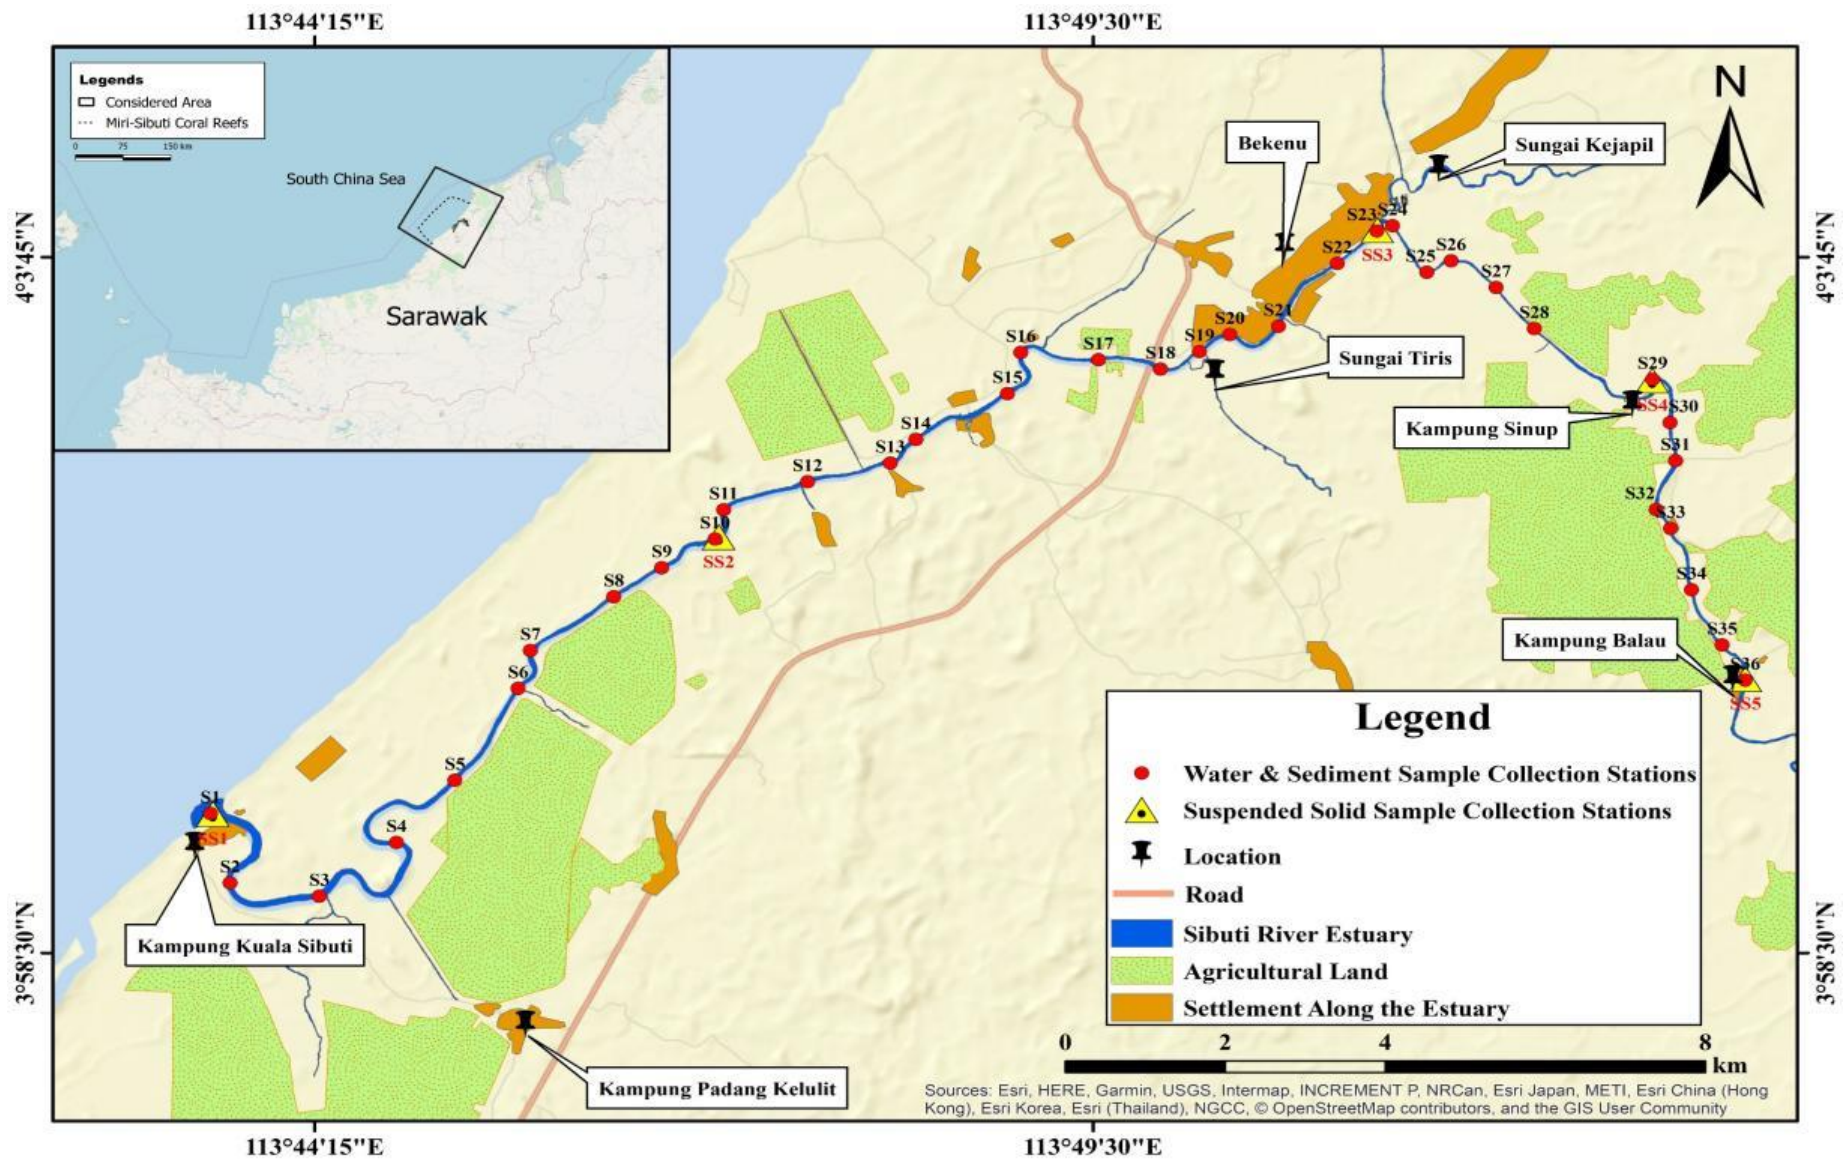 113°44'15"E
113°49'30"E
Legends
Considered Area
Miri-Sibuti Coral Reefs
0 75 150 km
South China Sea
Sarawak
N
4°3'45"N
4°3'45"N
Bekenu
Sungai Kejapil
S23
S24
SS3
S22
S25
S26
S27
S28
S21
S20
S19
S18
S17
S16
Sungai Tiris
S29
SS4
S30
Kampung Sinup
S15
S14
S13
S12
S11
S10
SS2
S31
S32
S33
S9
S8
S34
S7
S6
S35
Kampung Balau
S36
SS5
S5
S4
S1
SS1
S2
S3
Kampung Kuala Sibuti
Kampung Padang Kelulit
Legend
Water & Sediment Sample Collection Stations
Suspended Solid Sample Collection Stations
Location
Road
Sibuti River Estuary
Agricultural Land
Settlement Along the Estuary
3°58'30"N
3°58'30"N
0 2 4 8
km
Sources: Esri, HERE, Garmin, USGS, Intermap, INCREMENT P, NRCan, Esri Japan, METI, Esri China (Hong
Kong), Esri Korea, Esri (Thailand), NGCC, © OpenStreetMap contributors, and the GIS User Community
113°44'15"E
113°49'30"E